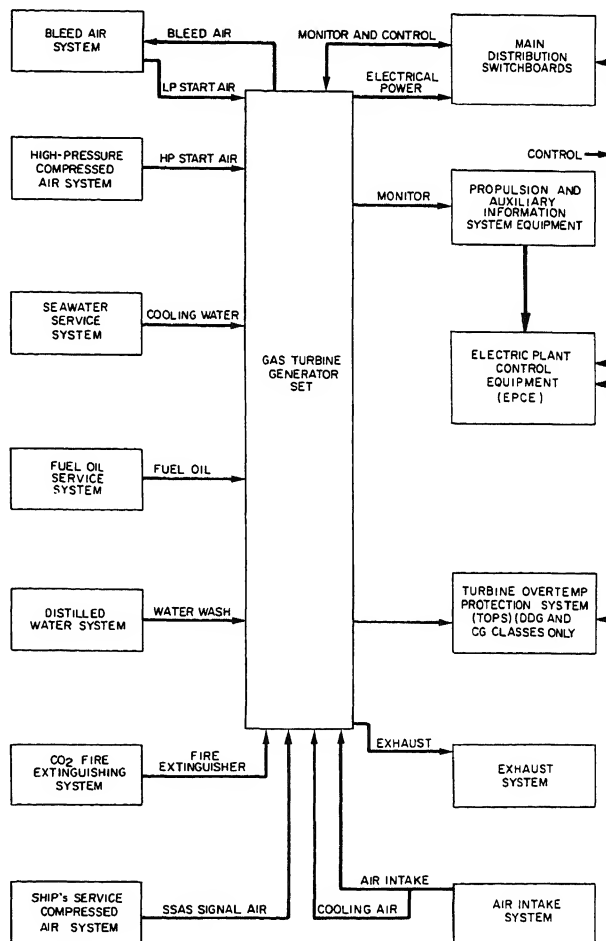 BLEED AIR
SYSTEM
BLEED AIR
LP START AIR
MONITOR AND CONTROL
ELECTRICAL
POWER
MAIN
DISTRIBUTION
SWITCHBOARDS
HIGH-PRESSURE
COMPRESSED
AIR SYSTEM
HP START AIR
CONTROL
MONITOR
PROPULSION AND
AUXILIARY
INFORMATION
SYSTEM EQUIPMENT
SEAWATER
SERVICE
SYSTEM
COOLING WATER
GAS TURBINE
GENERATOR
SET
ELECTRIC PLANT
CONTROL
EQUIPMENT
(EPCE)
FUEL OIL
SERVICE
SYSTEM
FUEL OIL
DISTILLED
WATER SYSTEM
WATER WASH
TURBINE OVERTEMP
PROTECTION SYSTEM
(TOPS) (DDG AND
CG CLASSES ONLY
CO2 FIRE
EXTINGUISHING
SYSTEM
FIRE
EXTINGUISHER
EXHAUST
EXHAUST
SYSTEM
SHIP's SERVICE
COMPRESSED
AIR SYSTEM
SSAS SIGNAL AIR
COOLING AIR
AIR INTAKE
AIR INTAKE
SYSTEM